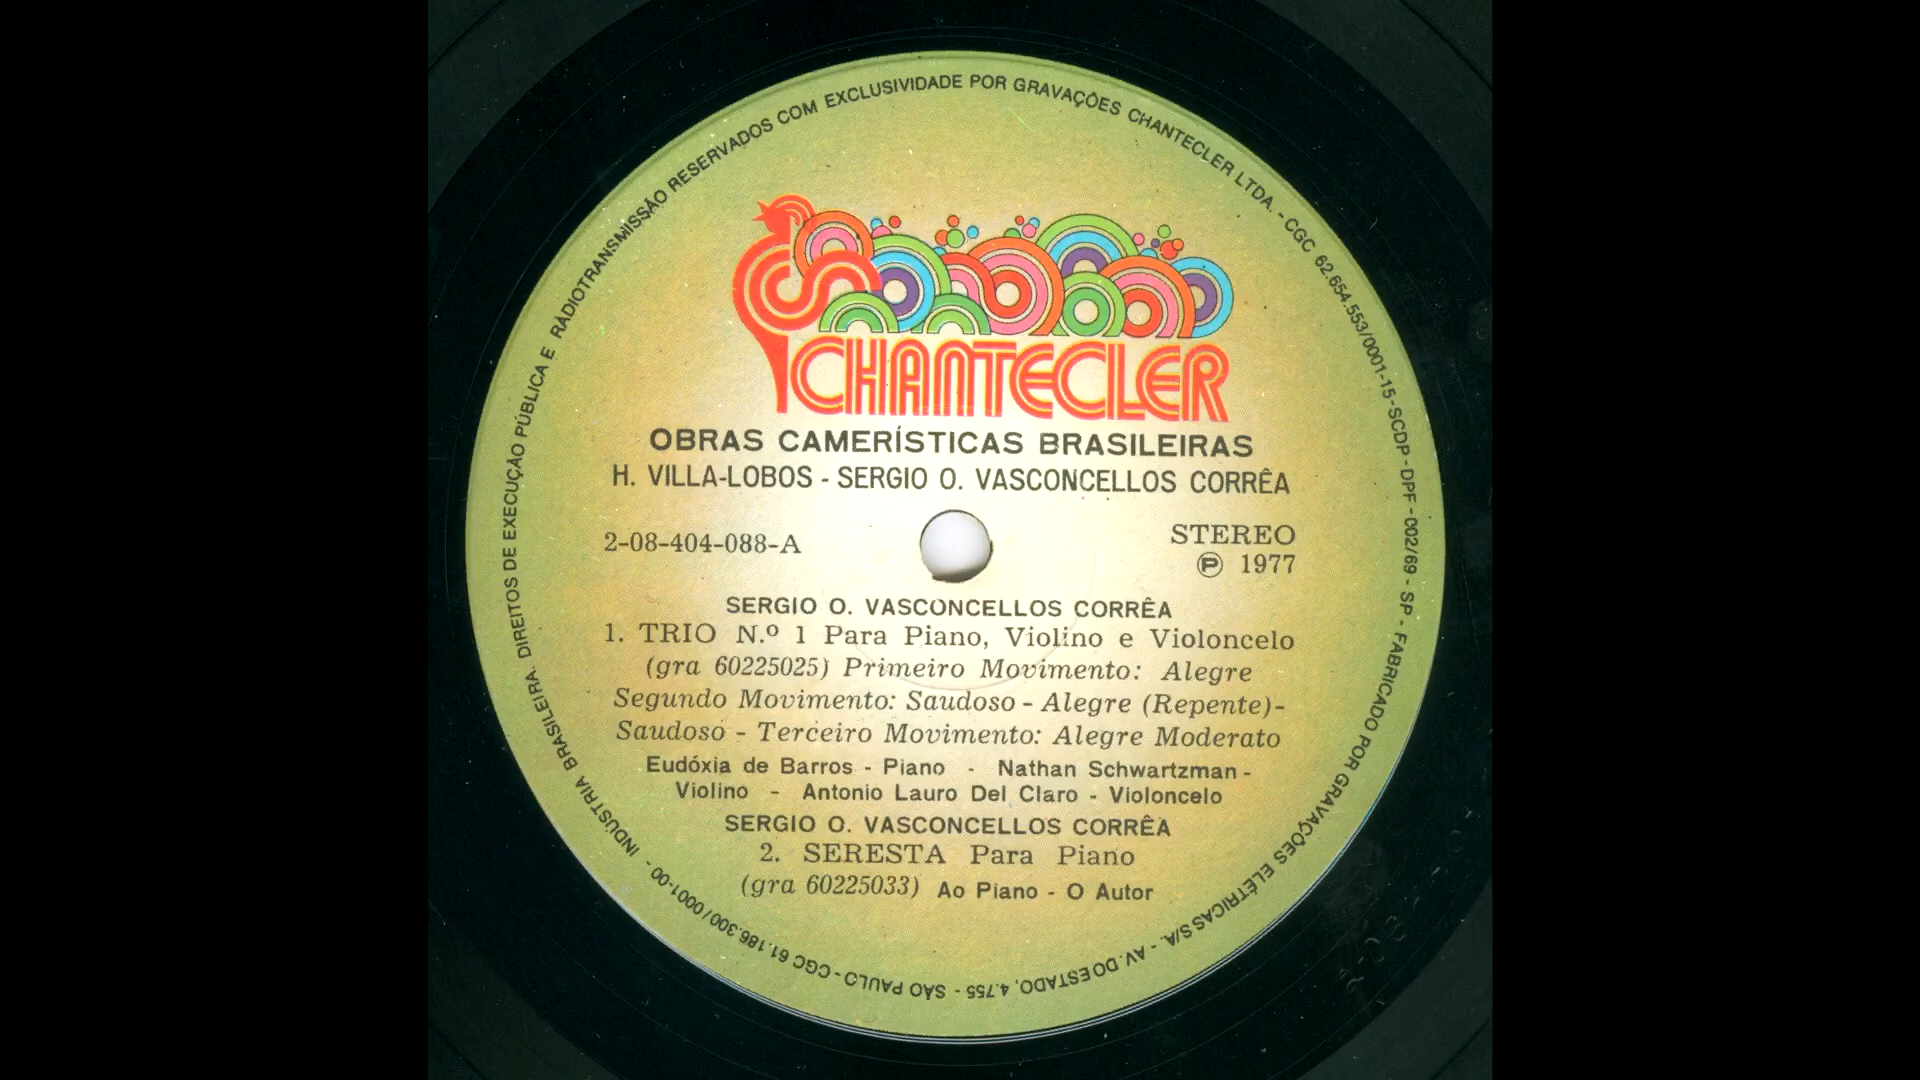 INDÚSTRIA BRASILEIRA. DIREITOS DE EXECUÇÃO PÚBLICA E RÀDIOTRANSMISSÃO RESERVADOS COM EXCLUSIVIDADE POR GRAVAÇÕES CHANTECLER LTDA. - CGC 62.654.553/0001-15-SCDP-DPF-002/69 - SP - FABRICADO POR GRAVAÇÕES ELÉTRICAS S/A. - AV. DO ESTADO, 4.755 - SÃO PAULO - CGC 61.186.300/0001-00 -
CHANTECLER
OBRAS CAMERÍSTICAS BRASILEIRAS
H. VILLA-LOBOS - SERGIO O. VASCONCELLOS CORRÊA
2-08-404-088-A
STEREO
Ⓟ 1977
SERGIO O. VASCONCELLOS CORRÊA
1. TRIO N.º 1 Para Piano, Violino e Violoncelo
(gra 60225025) Primeiro Movimento: Alegre
Segundo Movimento: Saudoso - Alegre (Repente)-
Saudoso - Terceiro Movimento: Alegre Moderato
Eudóxia de Barros - Piano - Nathan Schwartzman -
Violino - Antonio Lauro Del Claro - Violoncelo
SERGIO O. VASCONCELLOS CORRÊA
2. SERESTA Para Piano
(gra 60225033) Ao Piano - O Autor